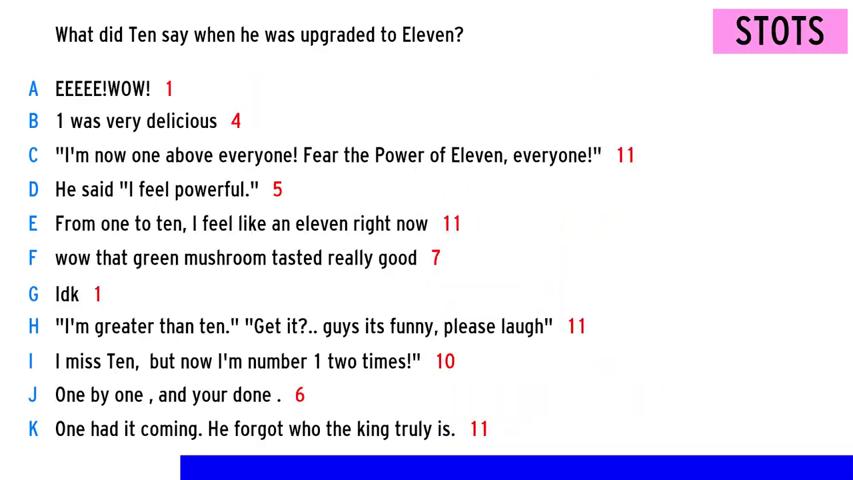 What did Ten say when he was upgraded to Eleven?
STOTS
A EEEEE!WOW! 1
B 1 was very delicious 4
C "I'm now one above everyone! Fear the Power of Eleven, everyone!" 11
D He said "I feel powerful." 5
E From one to ten, I feel like an eleven right now 11
F wow that green mushroom tasted really good 7
G Idk 1
H "I'm greater than ten." "Get it?.. guys its funny, please laugh" 11
I I miss Ten, but now I'm number 1 two times!" 10
J One by one , and your done . 6
K One had it coming. He forgot who the king truly is. 11